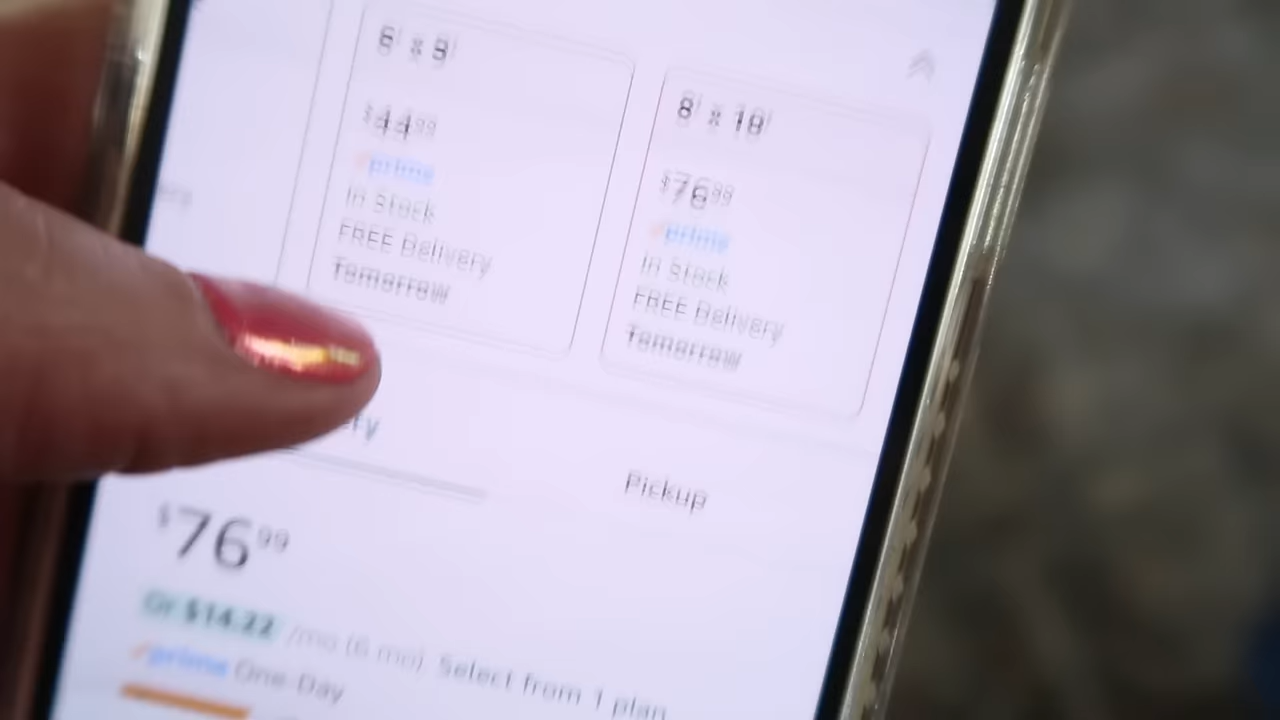 6' x 9'
$44.99
prime
In Stock
FREE Delivery
Tomorrow
8' x 10'
$76.99
prime
In Stock
FREE Delivery
Tomorrow
Pickup
$76.99
Or $14.22 /mo (6 mo). Select from 1 plan
prime One-Day